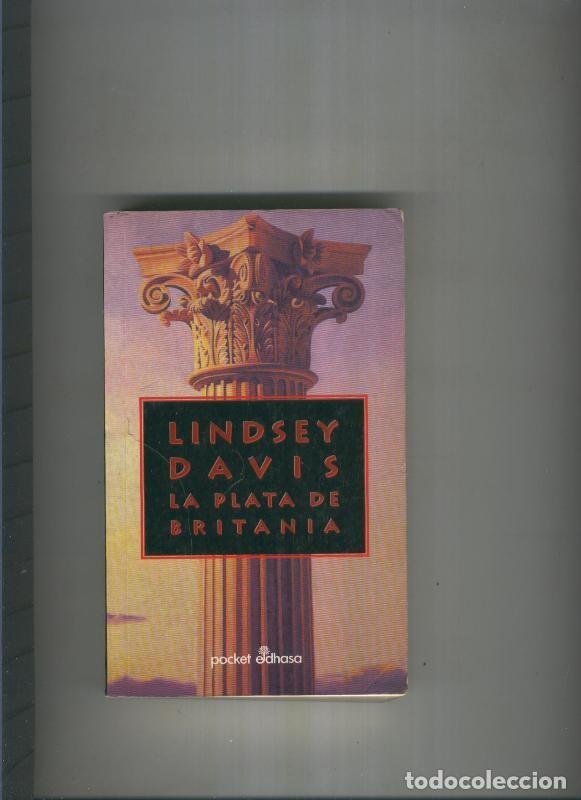 LINDSEY
DAVIS
LA PLATA DE
BRITANIA
pocket edhasa
todocoleccion